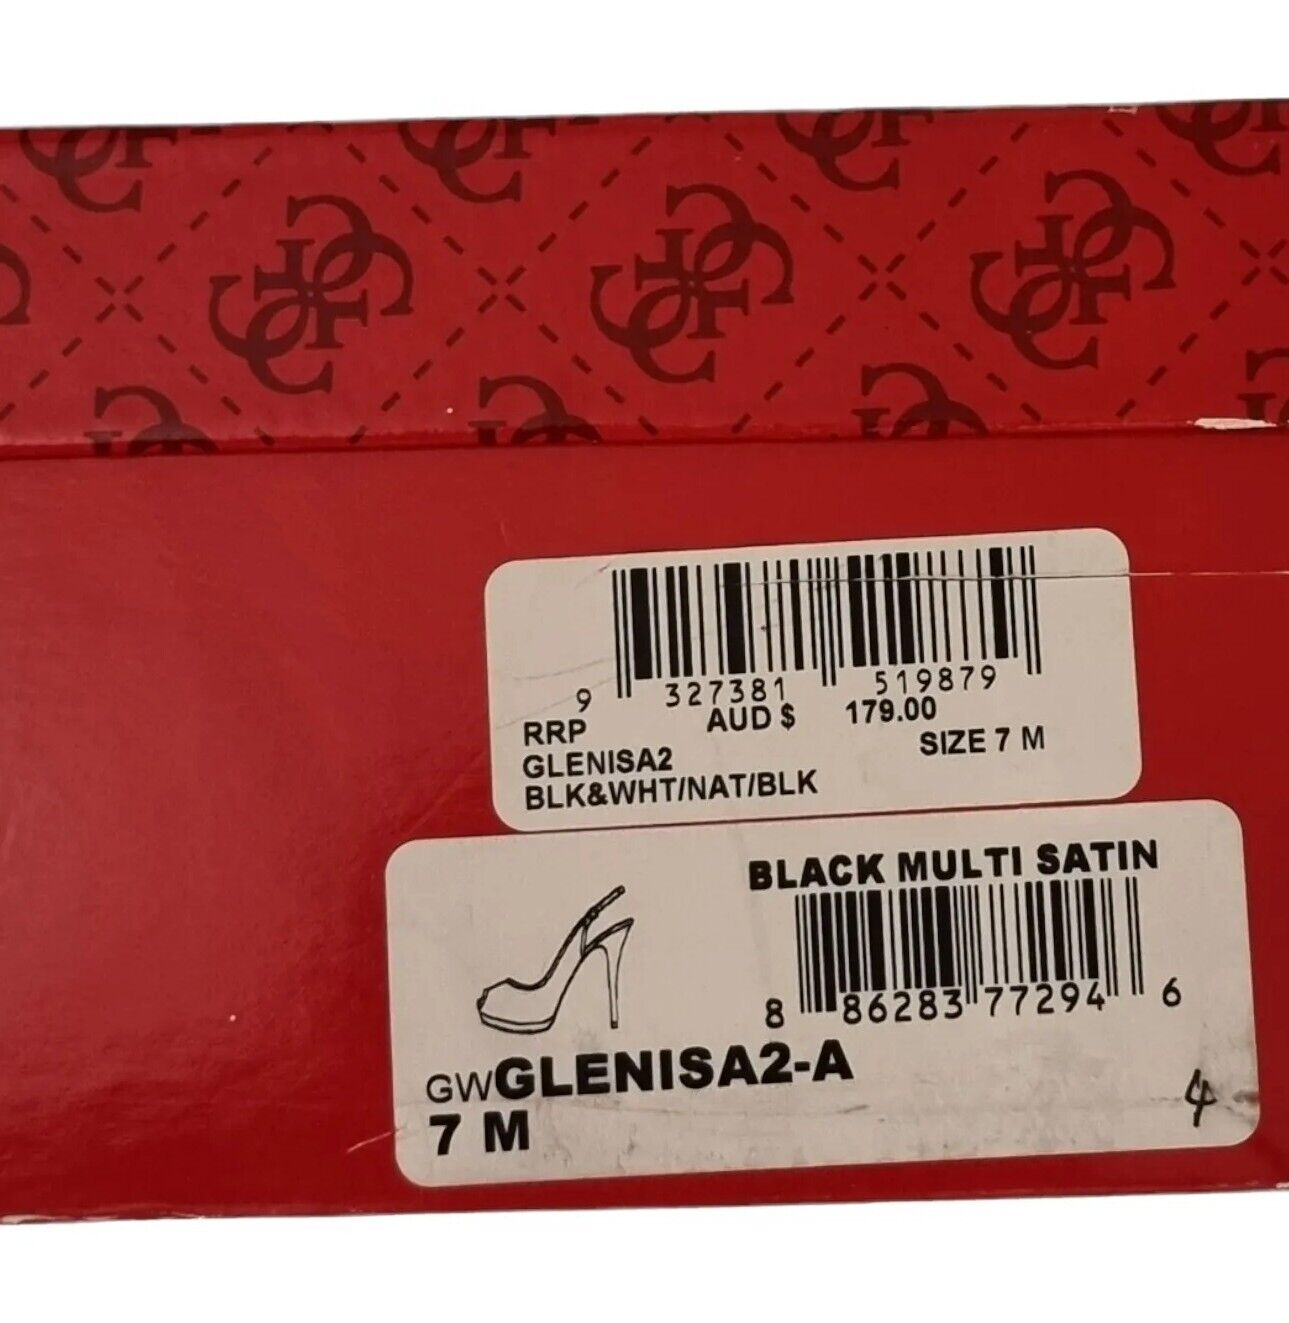 9 327381 519879
RRP AUD $ 179.00
GLENISA2 SIZE 7 M
BLK&WHT/NAT/BLK
BLACK MULTI SATIN
8 86283 77294 6
GWGLENISA2-A
7 M
4